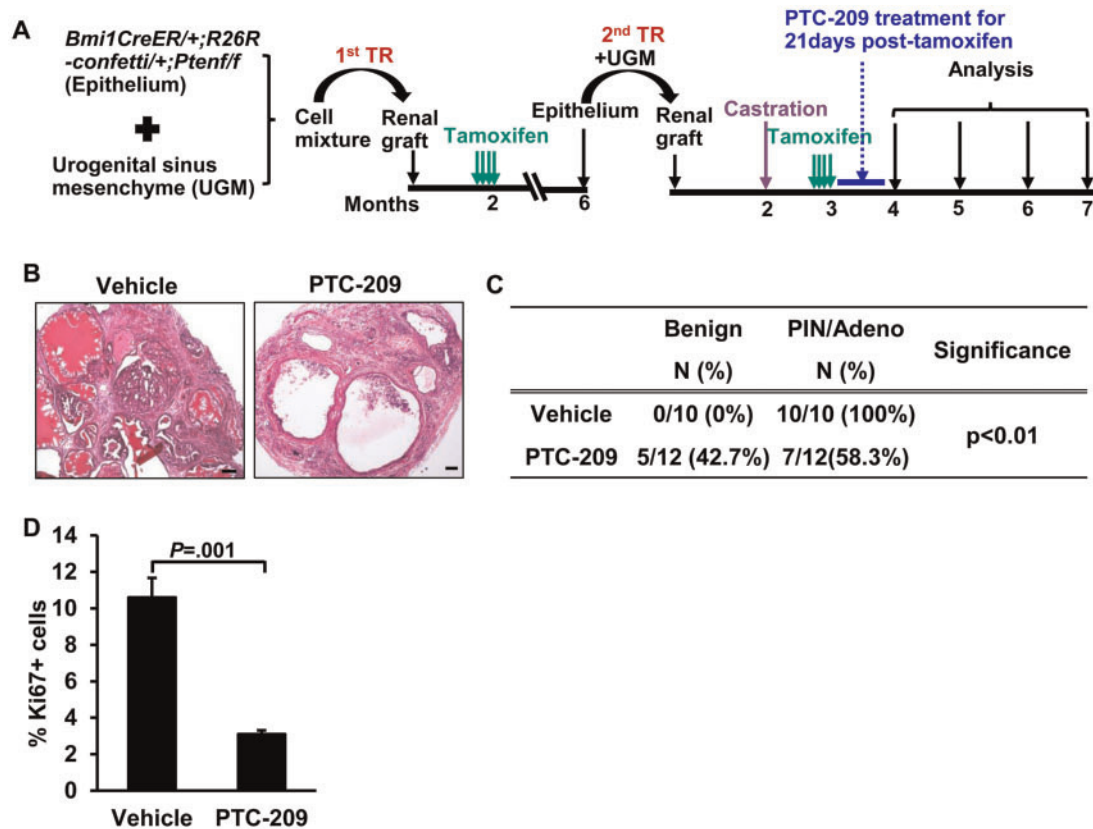 A
Bmi1CreER/+;R26R
-confetti/+;Ptenf/f
(Epithelium)
Urogenital sinus
mesenchyme (UGM)
1st TR
Cell
mixture
Renal
graft
Tamoxifen
Months
2
6
Epithelium
2nd TR
+UGM
Renal
graft
Castration
Tamoxifen
PTC-209 treatment for
21days post-tamoxifen
Analysis
2
3
4
5
6
7
B
Vehicle
PTC-209
C
Benign
PIN/Adeno
Significance
N (%)
N (%)
Vehicle
0/10 (0%)
10/10 (100%)
p<0.01
PTC-209
5/12 (42.7%)
7/12(58.3%)
D
% Ki67+ cells
14
12
10
8
6
4
2
0
P=.001
Vehicle
PTC-209